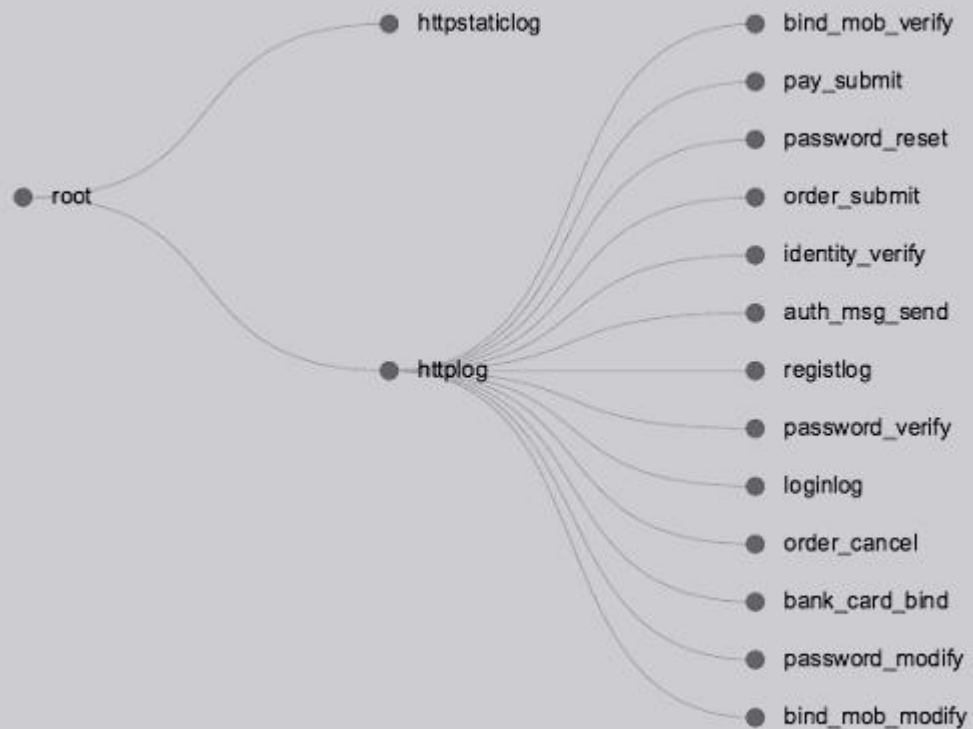 root
httpstaticlog
httplog
bind_mob_verify
pay_submit
password_reset
order_submit
identity_verify
auth_msg_send
registlog
password_verify
loginlog
order_cancel
bank_card_bind
password_modify
bind_mob_modify